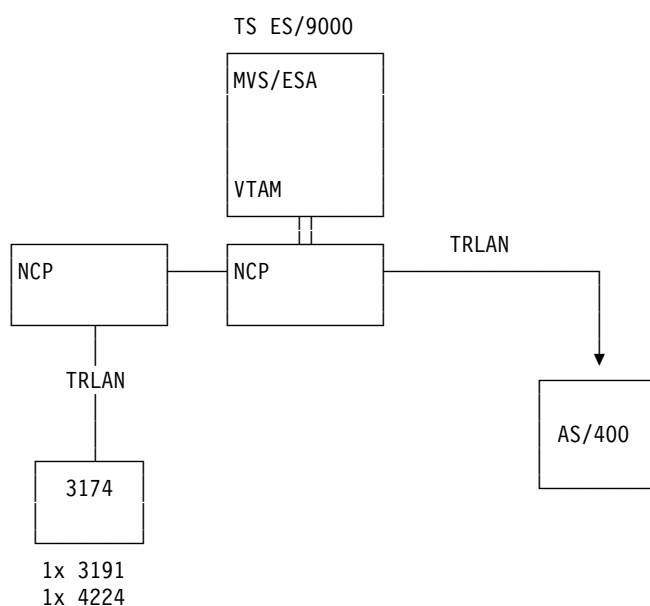 TS ES/9000
MVS/ESA
VTAM
NCP
NCP
TRLAN
TRLAN
AS/400
3174
1x 3191
1x 4224